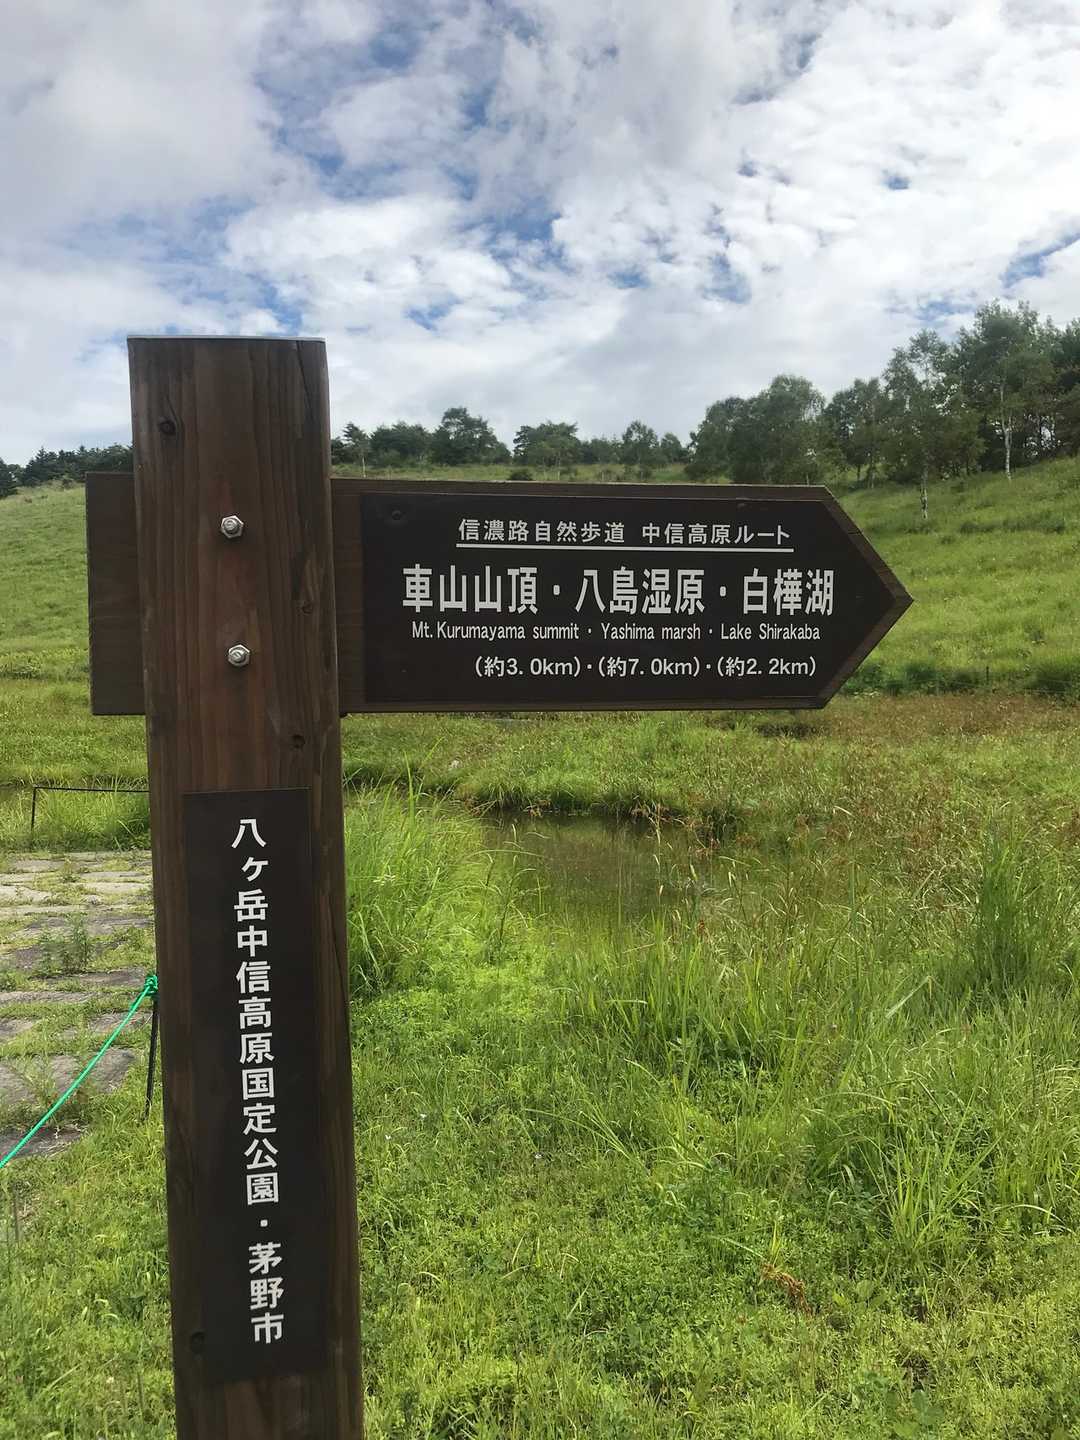 信濃路自然歩道 中信高原ルート
車山山頂・八島湿原・白樺湖
Mt. Kurumayama summit・Yashima marsh・Lake Shirakaba
(約3.0km)・(約7.0km)・(約2.2km)
八ヶ岳中信高原国定公園・茅野市